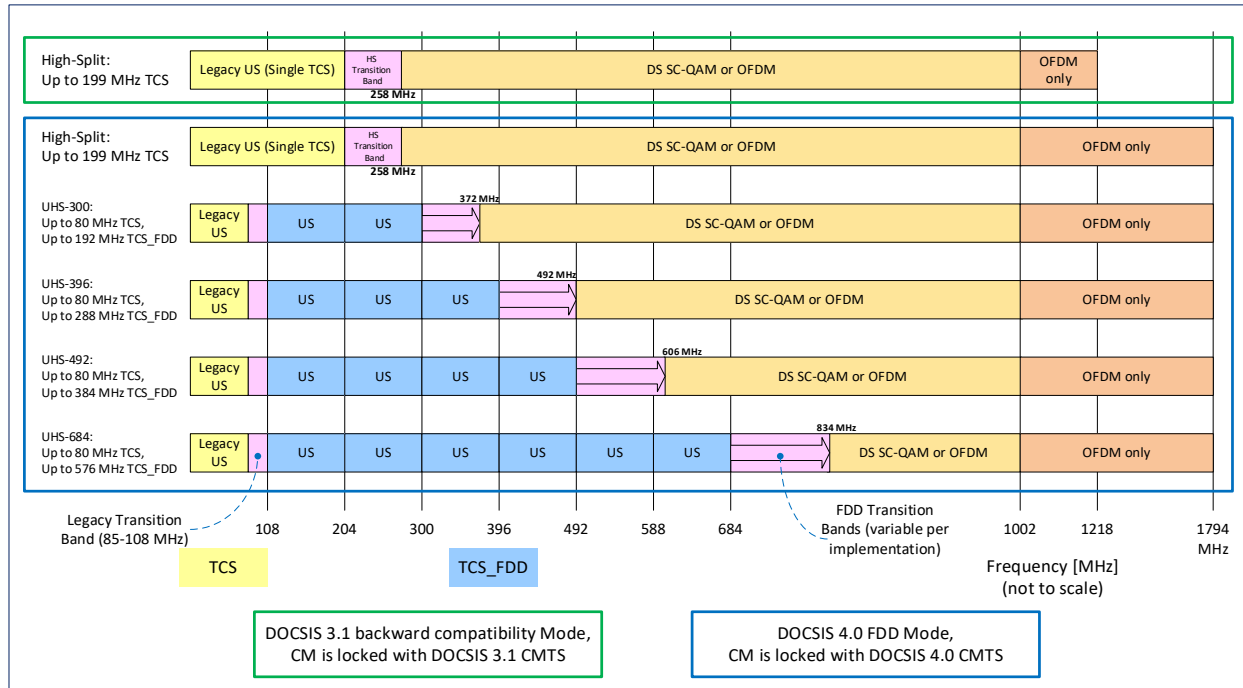 High-Split:
Up to 199 MHz TCS
Legacy US (Single TCS)
HS
Transition
Band
258 MHz
DS SC-QAM or OFDM
OFDM
only
High-Split:
Up to 199 MHz TCS
Legacy US (Single TCS)
HS
Transition
Band
258 MHz
DS SC-QAM or OFDM
OFDM only
UHS-300:
Up to 80 MHz TCS,
Up to 192 MHz TCS_FDD
Legacy
US
US
US
372 MHz
DS SC-QAM or OFDM
OFDM only
UHS-396:
Up to 80 MHz TCS,
Up to 288 MHz TCS_FDD
Legacy
US
US
US
US
492 MHz
DS SC-QAM or OFDM
OFDM only
UHS-492:
Up to 80 MHz TCS,
Up to 384 MHz TCS_FDD
Legacy
US
US
US
US
US
606 MHz
DS SC-QAM or OFDM
OFDM only
UHS-684:
Up to 80 MHz TCS,
Up to 576 MHz TCS_FDD
Legacy
US
US
US
US
US
US
US
834 MHz
DS SC-QAM or OFDM
OFDM only
Legacy Transition
Band (85-108 MHz)
108
204
300
396
492
588
684
FDD Transition
Bands (variable per
implementation)
1002
1218
1794
MHz
TCS
TCS_FDD
Frequency [MHz]
(not to scale)
DOCSIS 3.1 backward compatibility Mode,
CM is locked with DOCSIS 3.1 CMTS
DOCSIS 4.0 FDD Mode,
CM is locked with DOCSIS 4.0 CMTS